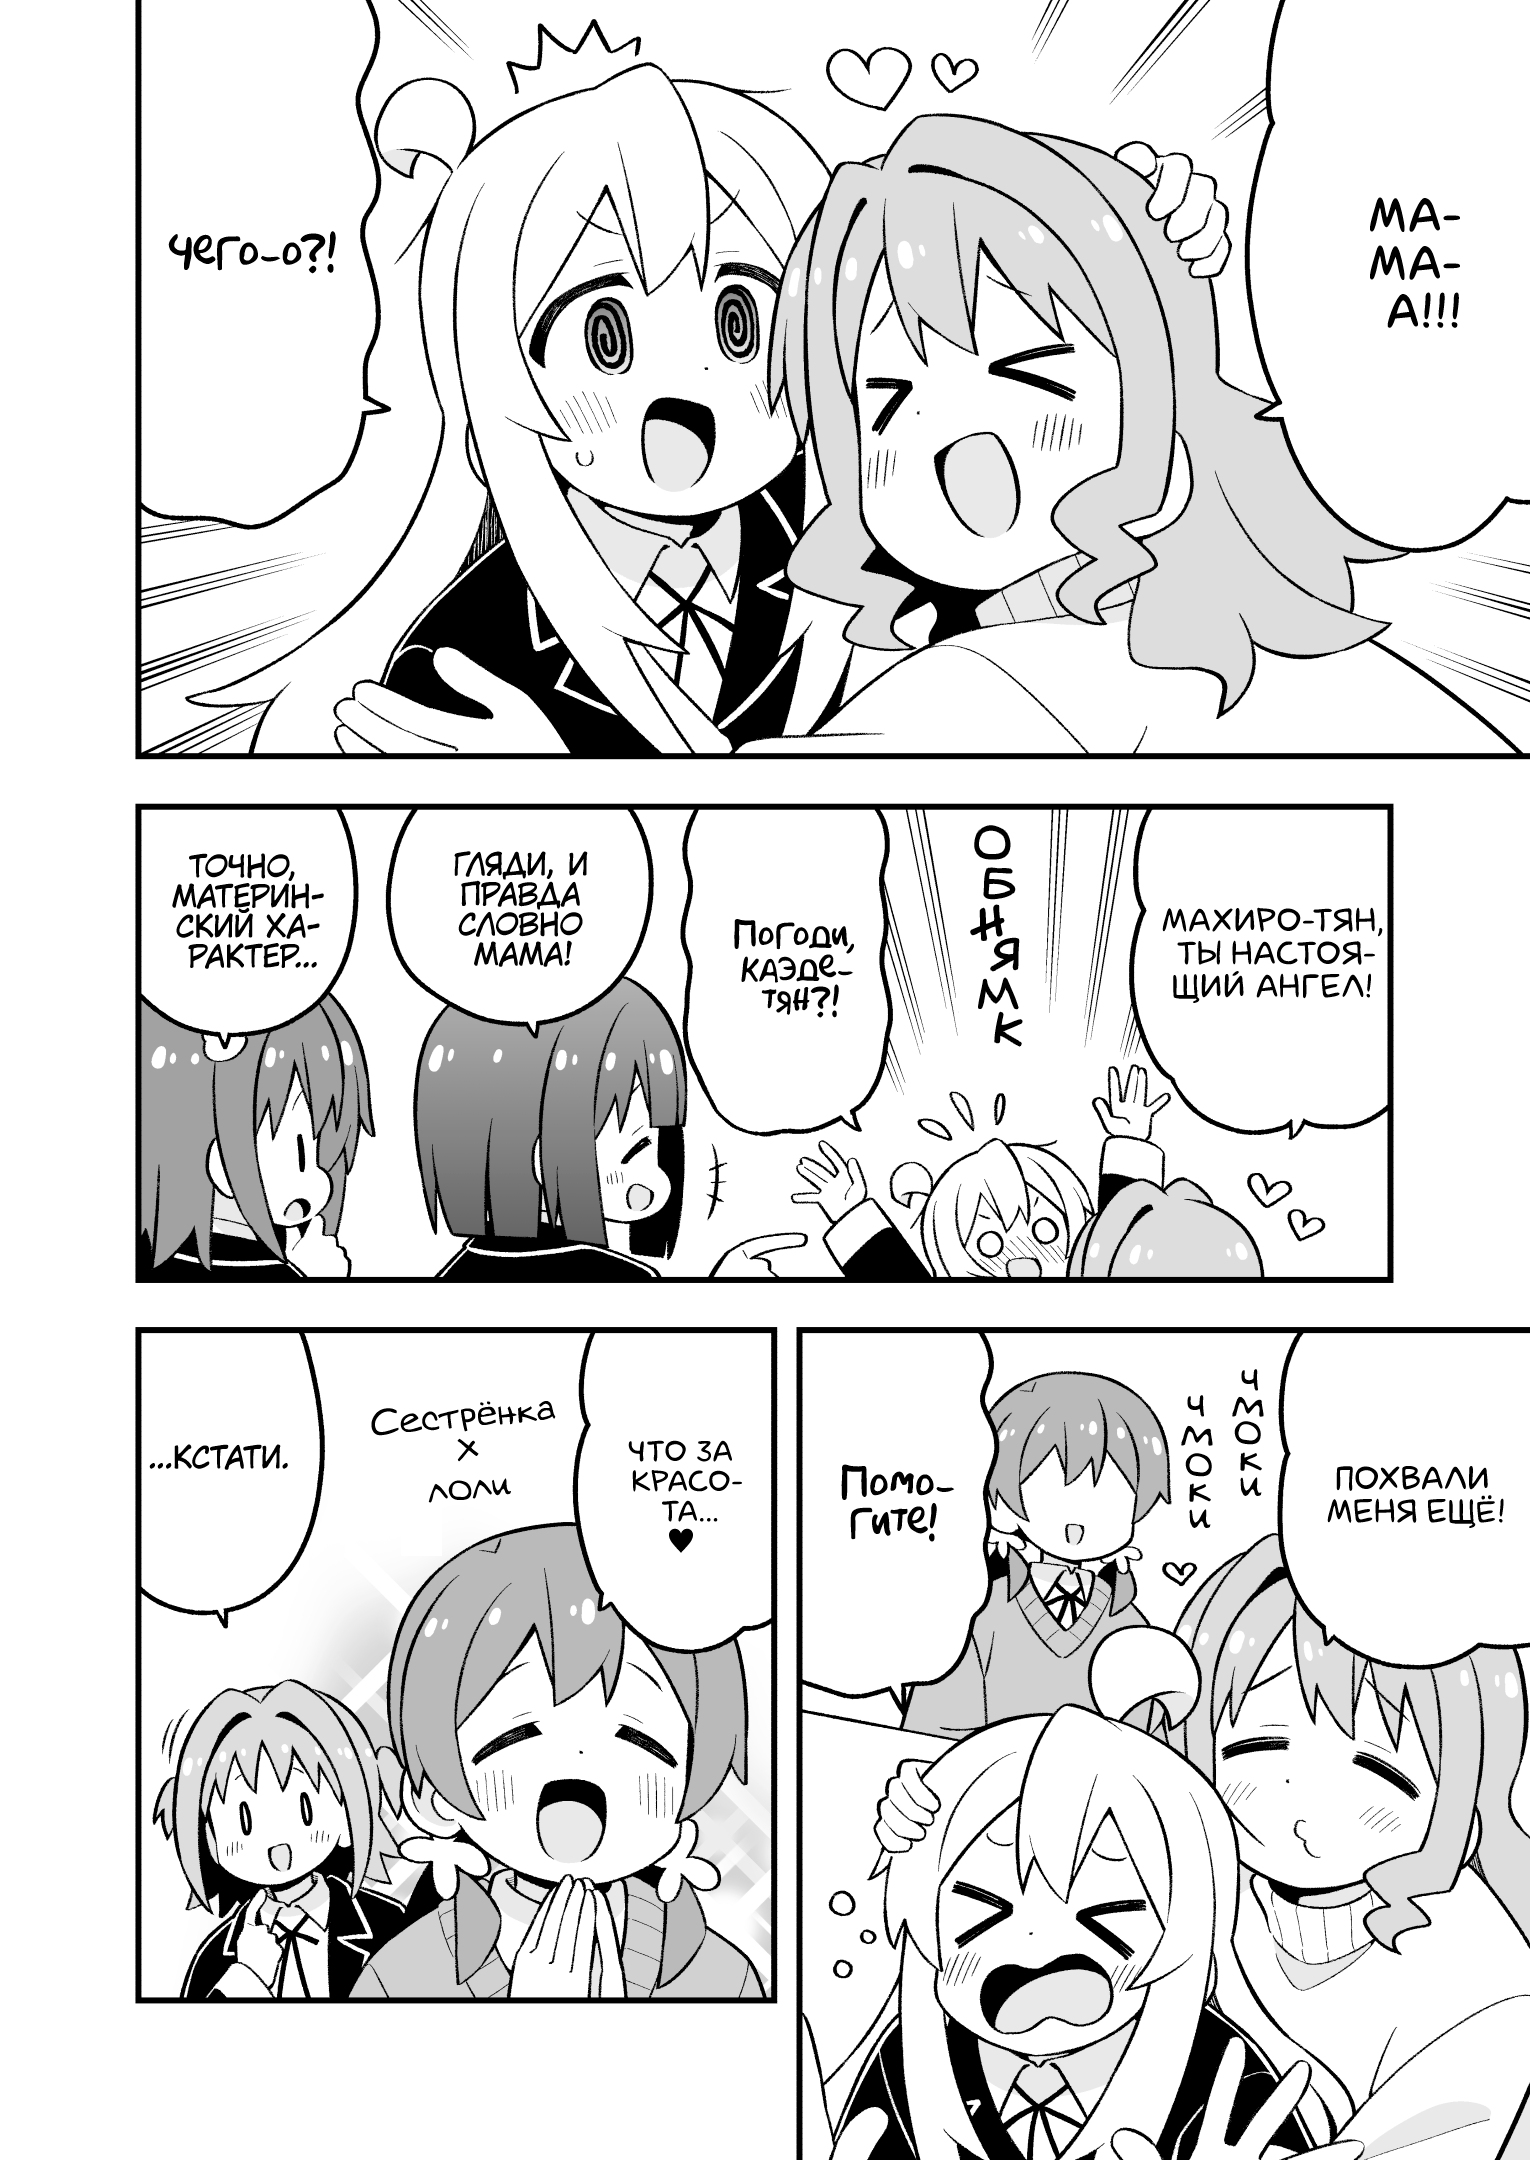 МА-
МА-
А!!!
Чего-о?!
МАХИРО-ТЯН,
ТЫ НАСТОЯ-
ЩИЙ АНГЕЛ!
ОБНЯМК
Погоди,
Каэде-
тян?!
ГЛЯДИ, И
ПРАВДА
СЛОВНО
МАМА!
ТОЧНО,
МАТЕРИН-
СКИЙ ХА-
РАКТЕР...
ПОХВАЛИ
МЕНЯ ЕЩЁ!
ЧМОКИ
ЧМОКИ
Помо-
гите!
ЧТО ЗА
КРАСО-
ТА...
♥
Сестрёнка
х
лоли
...КСТАТИ.